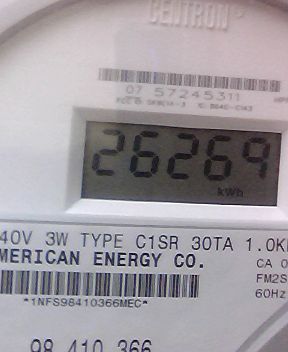 CENTRON
07 57245311
26269
kWh
40V 3W TYPE C1SR 30TA 1.0K
MERICAN ENERGY CO.
CA 0
FM2S
*1NFS98410366MEC*
60Hz
98 410 366